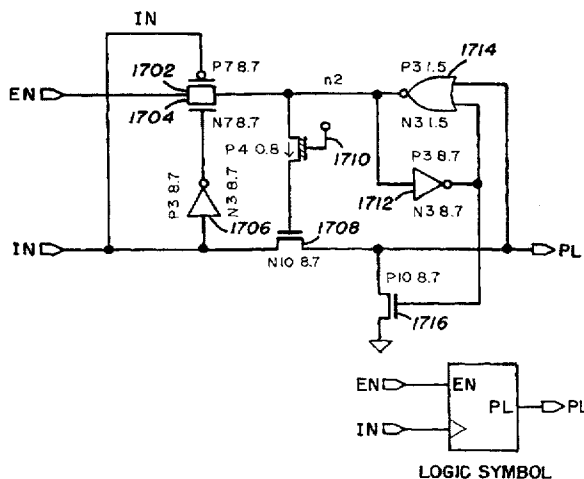 IN
1702
P7 8.7
n2
P3 1.5
1714
EN
1704
N7 8.7
N3 1.5
P4 0.8
1710
P3 8.7
P3 8.7
N3 8.7
1706
1712
N3 8.7
IN
1708
PL
N10 8.7
P10 8.7
1716
EN
EN
PL
PL
IN
LOGIC SYMBOL